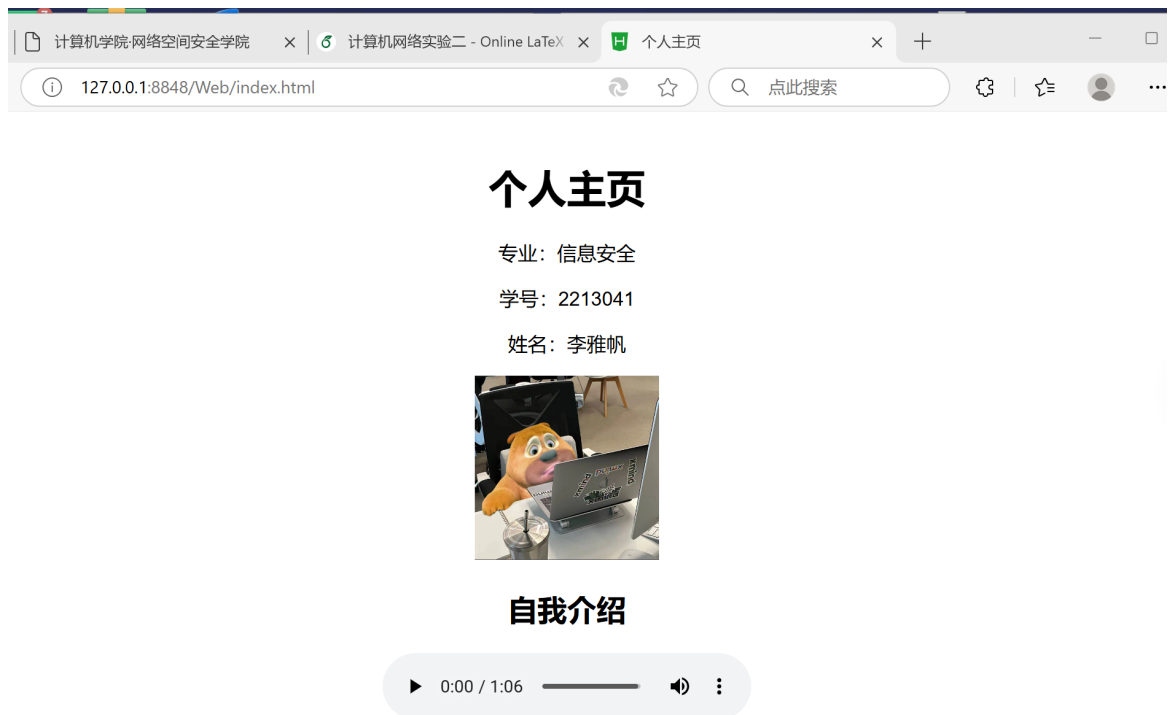 计算机学院·网络空间安全学院
计算机网络实验二 - Online LaTeX
个人主页
127.0.0.1:8848/Web/index.html
点此搜索
个人主页
专业：信息安全
学号：2213041
姓名：李雅帆
xmind
自我介绍
0:00 / 1:06